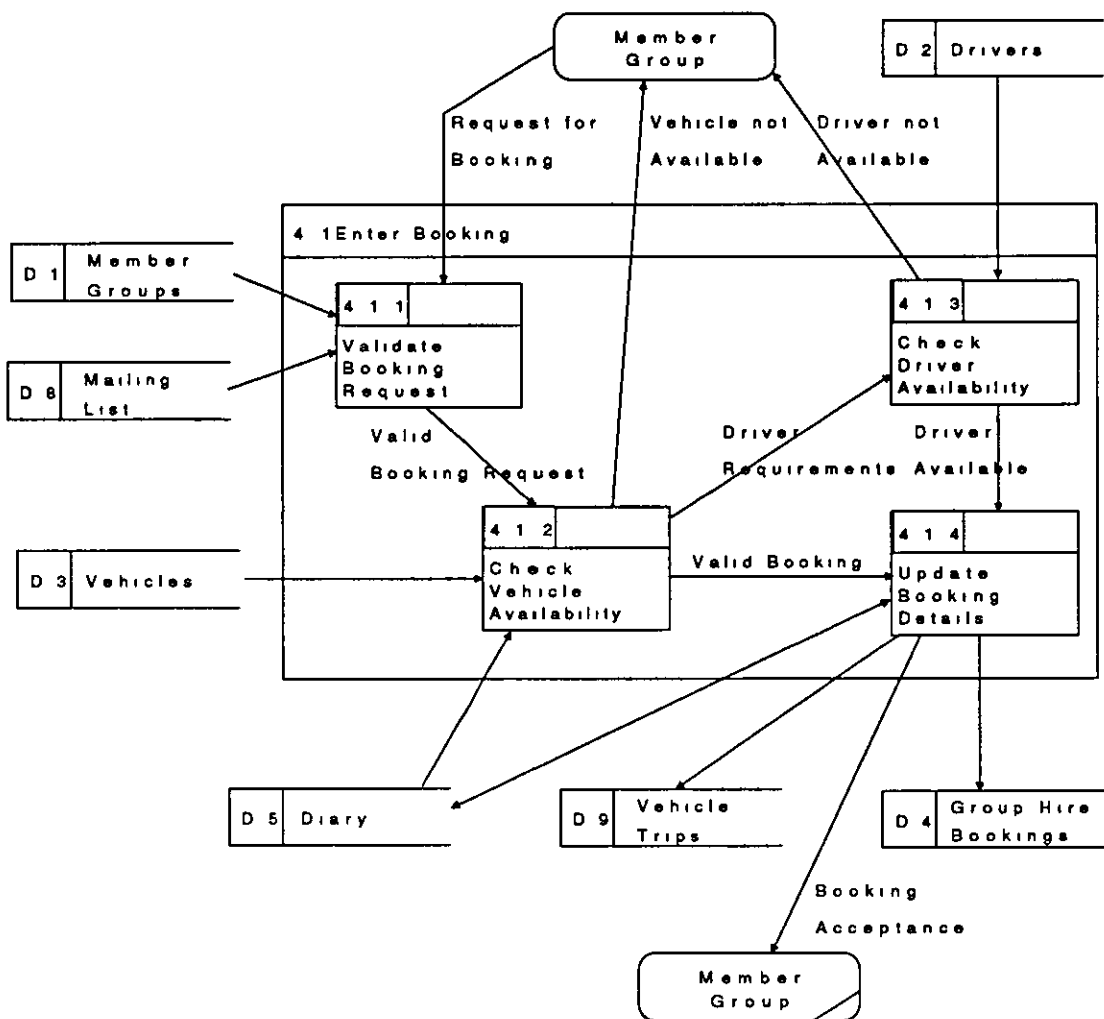 Member
Group
D 2 Drivers
Request for
Booking
Vehicle not
Available
Driver not
Available
4 1Enter Booking
D 1 Member
Groups
4 1 1
Validate
Booking
Request
4 1 3
Check
Driver
Availability
D 8 Mailing
List
Valid
Booking Request
Driver
Requirements
Driver
Available
4 1 2
Check
Vehicle
Availability
D 3 Vehicles
Valid Booking
4 1 4
Update
Booking
Details
D 5 Diary
D 9 Vehicle
Trips
D 4 Group Hire
Bookings
Booking
Acceptance
Member
Group